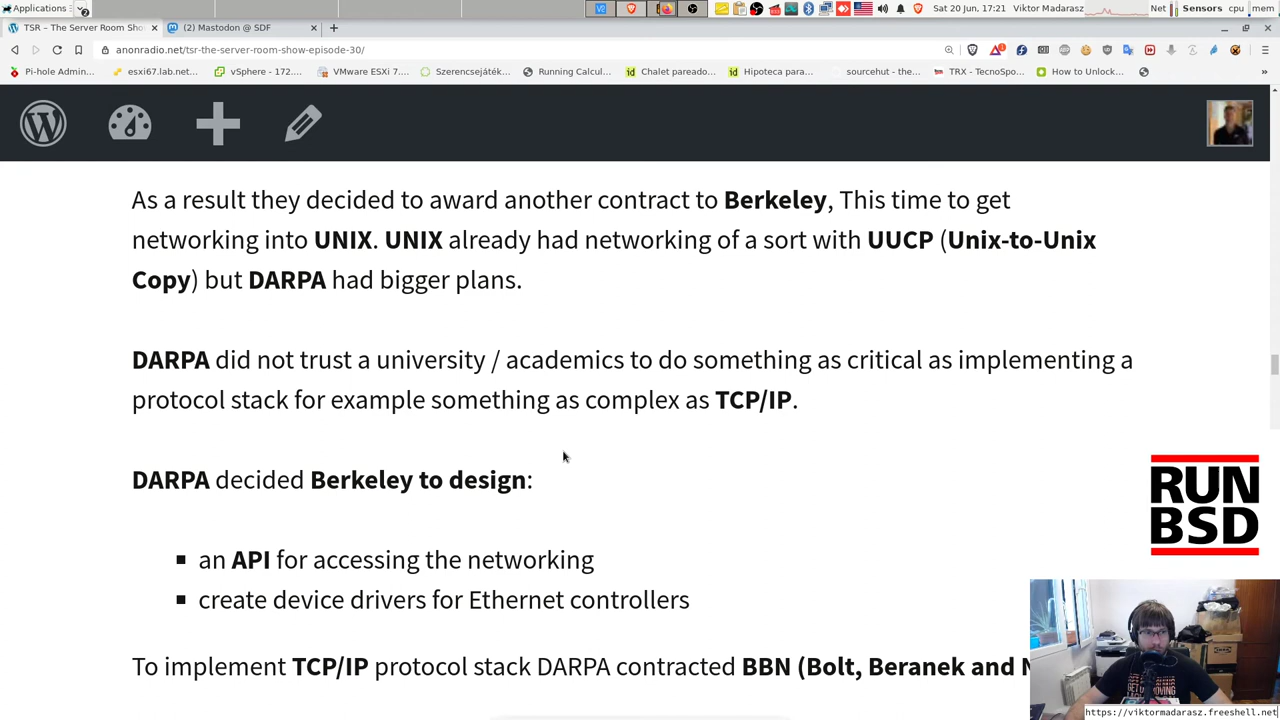 Applications
Sat 20 Jun, 17:21 Viktor Madarasz Net Sensors cpu mem
TSR – The Server Room Sho
(2) Mastodon @ SDF
anonradio.net/tsr-the-server-room-show-episode-30/
Pi-hole Admin... esxi67.lab.net... vSphere - 172.... VMware ESXi 7.... Szerencsejáték... Running Calcul... Chalet pareado... Hipoteca para... sourcehut - the... TRX - TecnoSpo... How to Unlock...
As a result they decided to award another contract to Berkeley, This time to get
networking into UNIX. UNIX already had networking of a sort with UUCP (Unix-to-Unix
Copy) but DARPA had bigger plans.
DARPA did not trust a university / academics to do something as critical as implementing a
protocol stack for example something as complex as TCP/IP.
DARPA decided Berkeley to design:
▪ an API for accessing the networking
▪ create device drivers for Ethernet controllers
To implement TCP/IP protocol stack DARPA contracted BBN (Bolt, Beranek and
RUN
BSD
https://viktormadarasz.freeshell.net